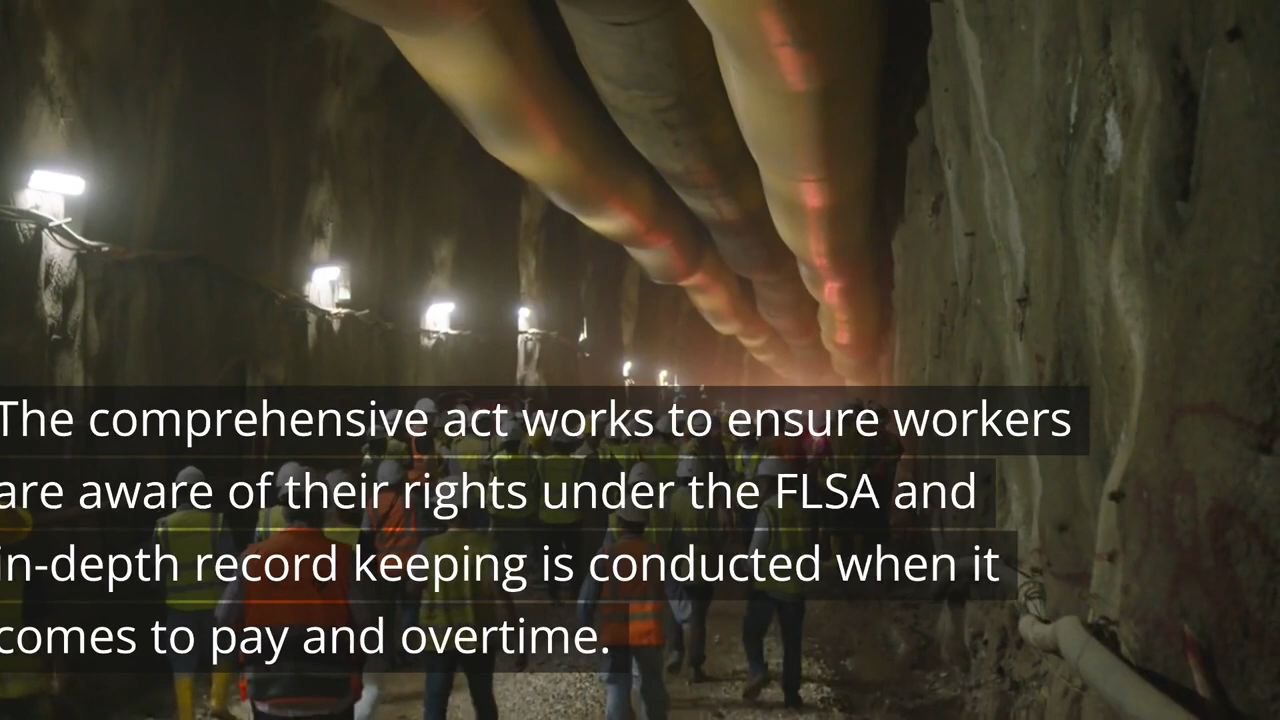 The comprehensive act works to ensure workers
are aware of their rights under the FLSA and
in-depth record keeping is conducted when it
comes to pay and overtime.